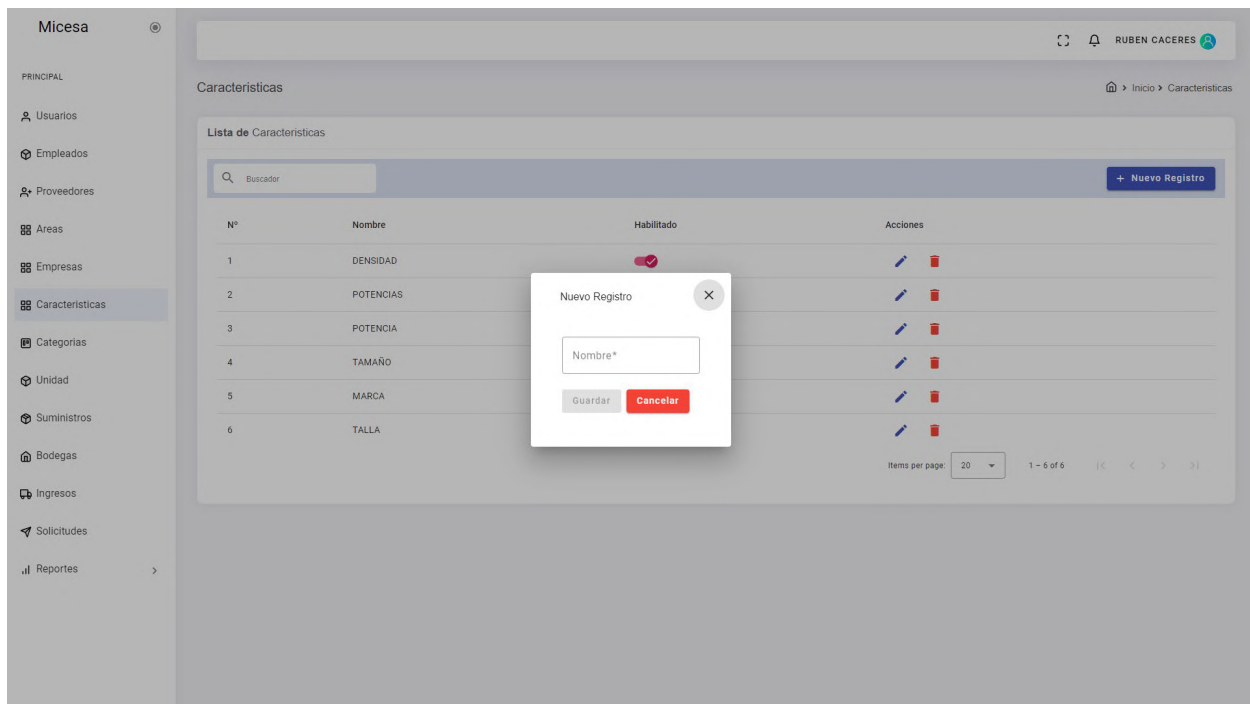 Micesa
RUBEN CACERES
PRINCIPAL
Caracteristicas
Inicio > Caracteristicas
Usuarios
Lista de Caracteristicas
Empleados
Buscador
+ Nuevo Registro
Proveedores
Areas
Nº Nombre Habilitado Acciones
Empresas
1 DENSIDAD
Caracteristicas
2 POTENCIAS
Nuevo Registro
3 POTENCIA
Categorias
Nombre*
4 TAMAÑO
Unidad
5 MARCA
Guardar Cancelar
Suministros
6 TALLA
Bodegas
Items per page: 20 1 – 6 of 6
Ingresos
Solicitudes
Reportes